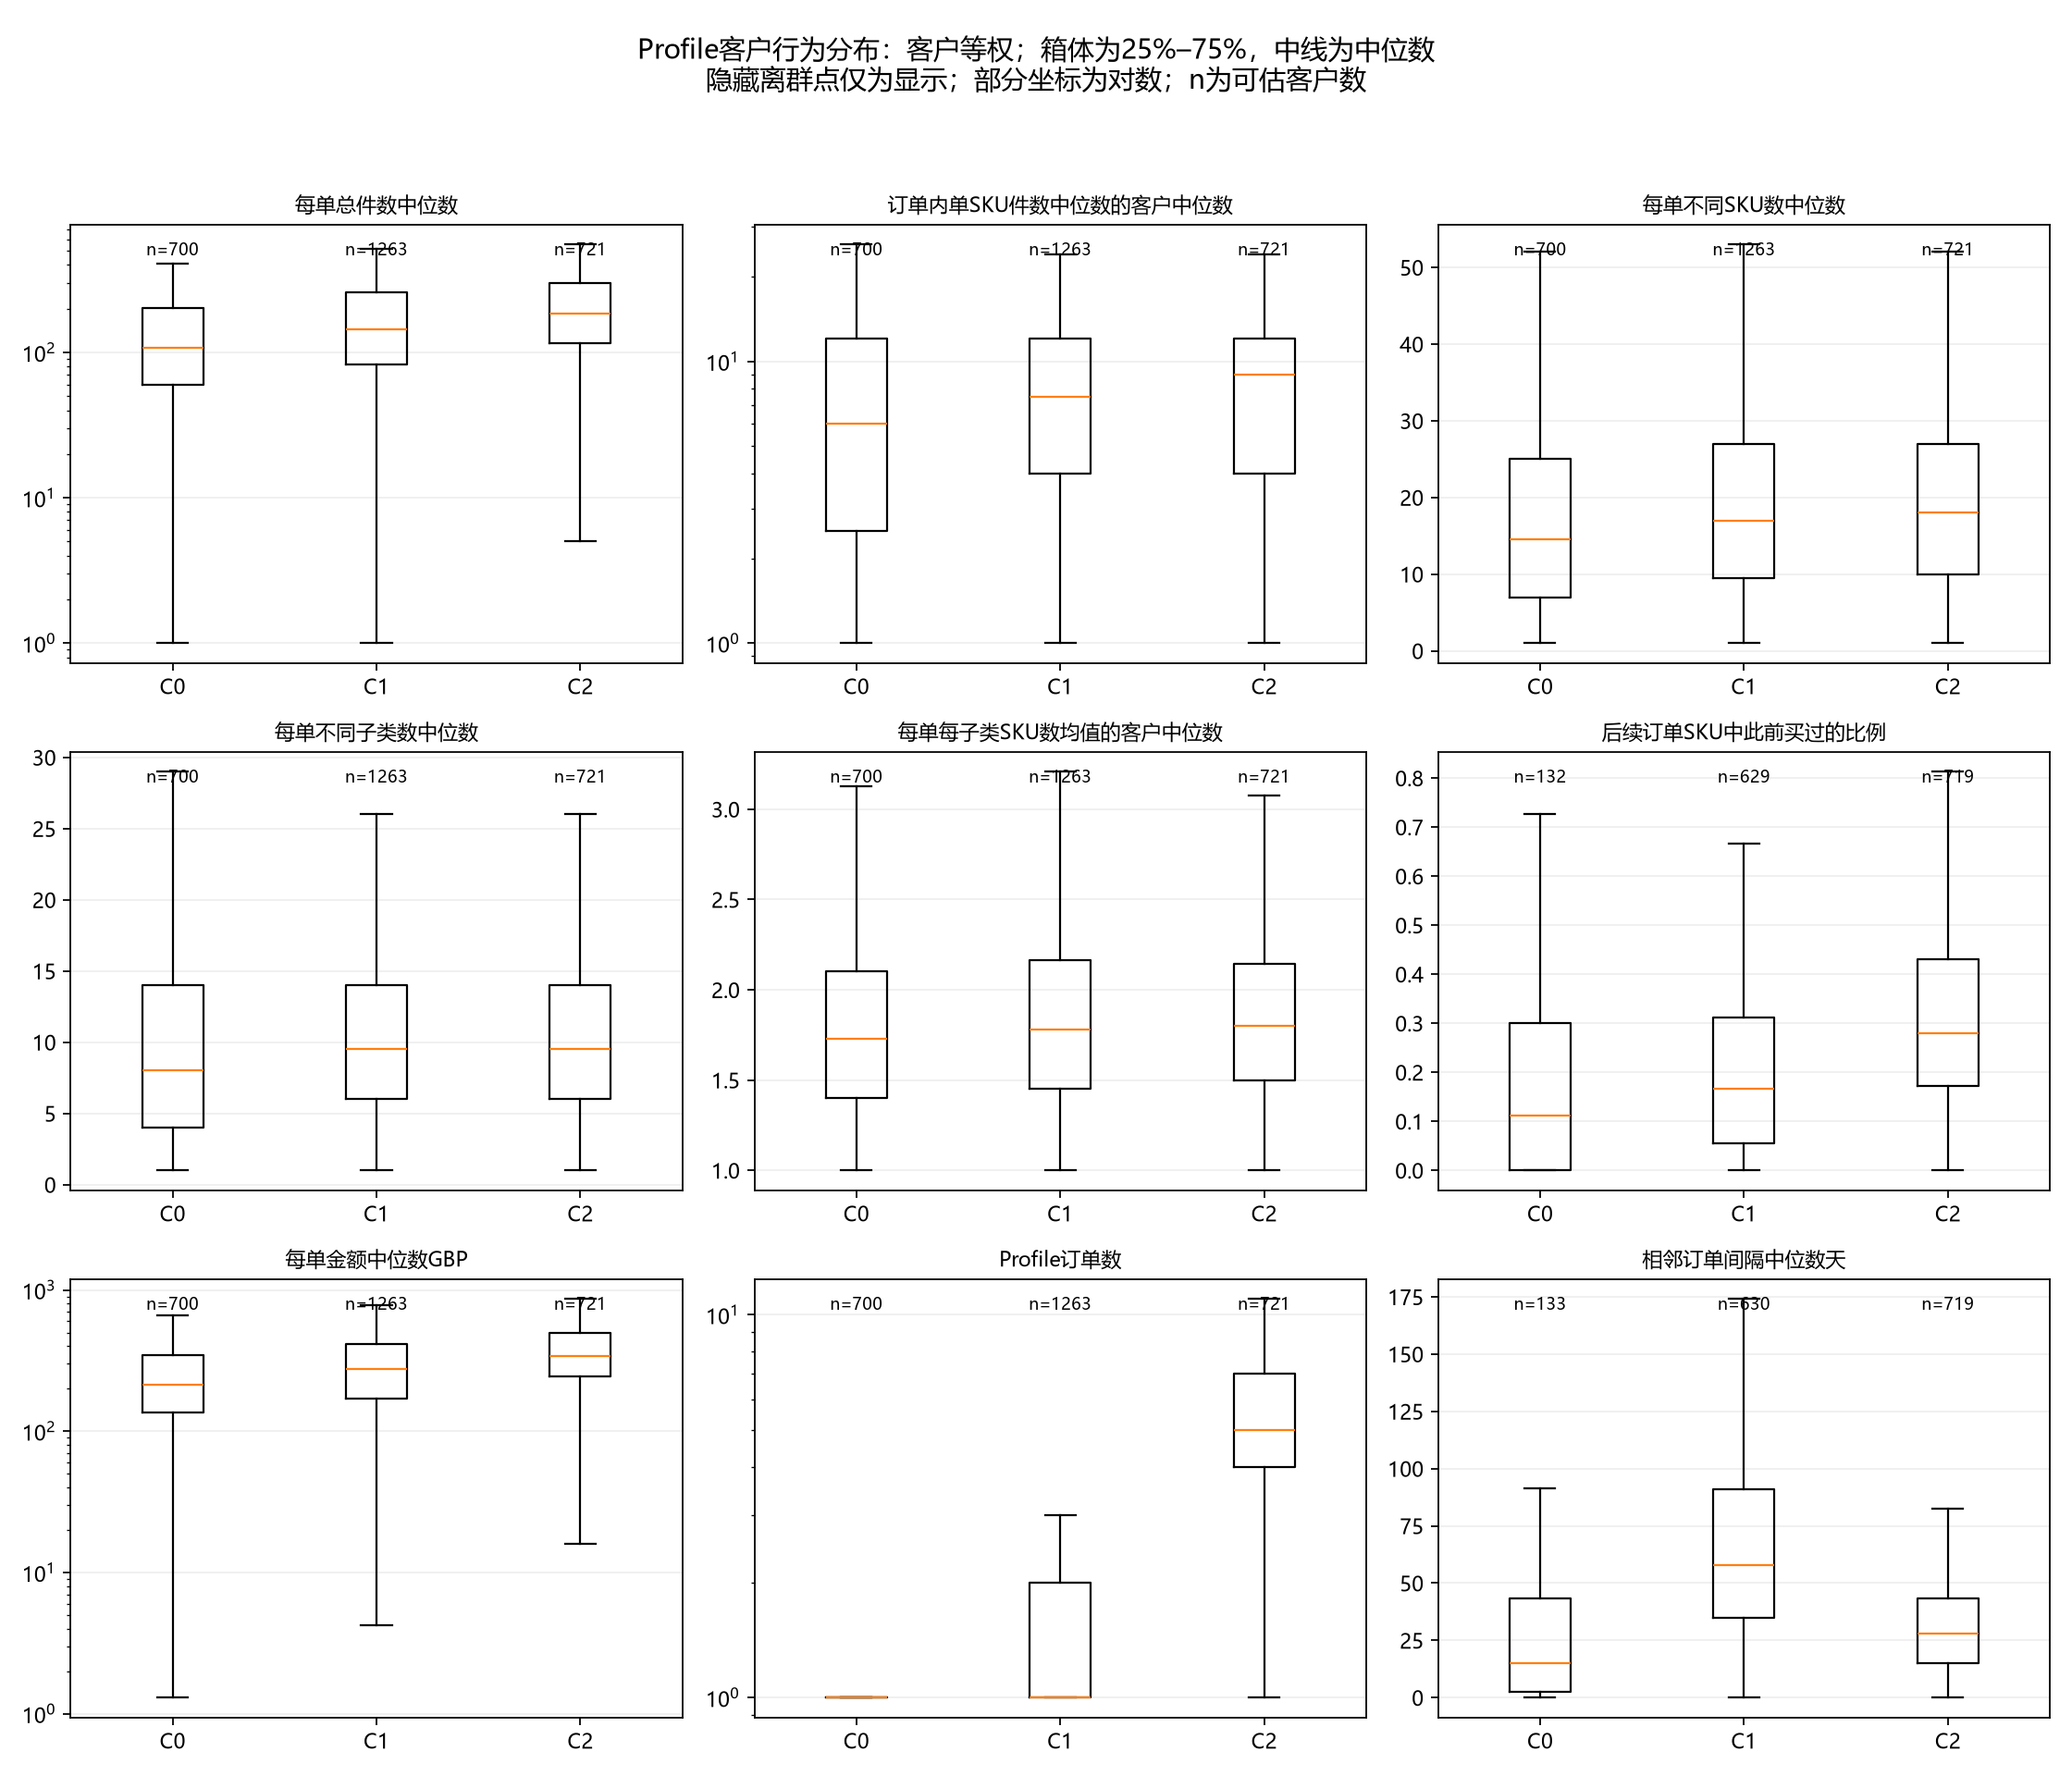 Profile客户行为分布：客户等权；箱体为25%–75%，中线为中位数
隐藏离群点仅为显示；部分坐标为对数；n为可估客户数
每单总件数中位数
n=700
n=1263
n=721
10²
10¹
10⁰
C0
C1
C2
订单内单SKU件数中位数的客户中位数
n=700
n=1263
n=721
10¹
10⁰
C0
C1
C2
每单不同SKU数中位数
n=700
n=1263
n=721
50
40
30
20
10
0
C0
C1
C2
每单不同子类数中位数
n=700
n=1263
n=721
30
25
20
15
10
5
0
C0
C1
C2
每单每子类SKU数均值的客户中位数
n=700
n=1263
n=721
3.0
2.5
2.0
1.5
1.0
C0
C1
C2
后续订单SKU中此前买过的比例
n=132
n=629
n=719
0.8
0.7
0.6
0.5
0.4
0.3
0.2
0.1
0.0
C0
C1
C2
每单金额中位数GBP
n=700
n=1263
n=721
10³
10²
10¹
10⁰
C0
C1
C2
Profile订单数
n=700
n=1263
n=721
10¹
10⁰
C0
C1
C2
相邻订单间隔中位数天
n=133
n=630
n=719
175
150
125
100
75
50
25
0
C0
C1
C2